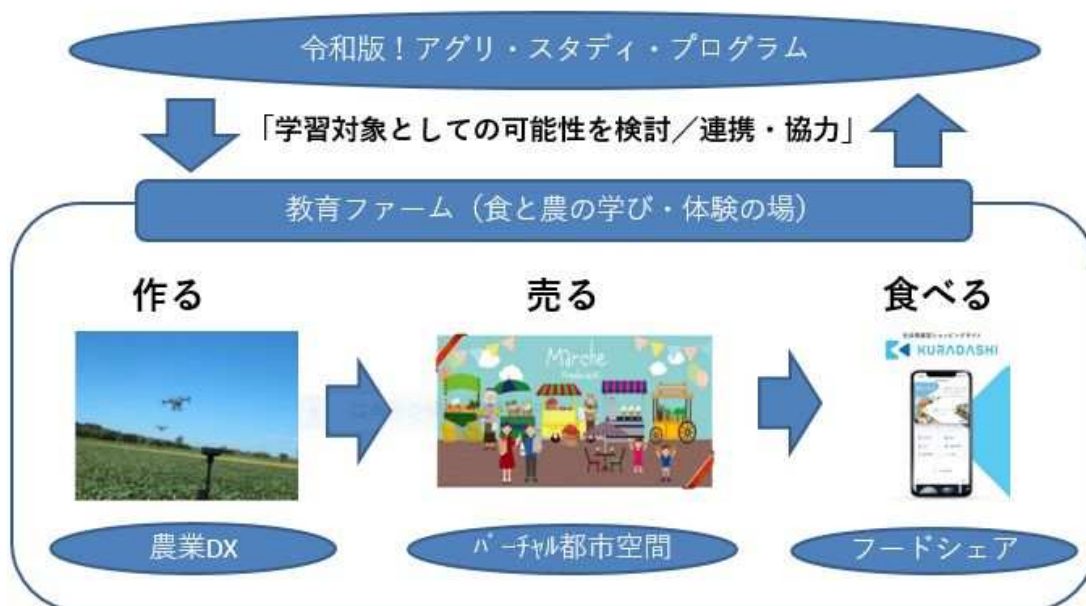 令和版！アグリ・スタディ・プログラム
「学習対象としての可能性を検討／連携・協力」
教育ファーム（食と農の学び・体験の場）
作る
売る
食べる
Marche
KURADASHI
農業DX
ﾊﾞｰﾁｬﾙ都市空間
フードシェア